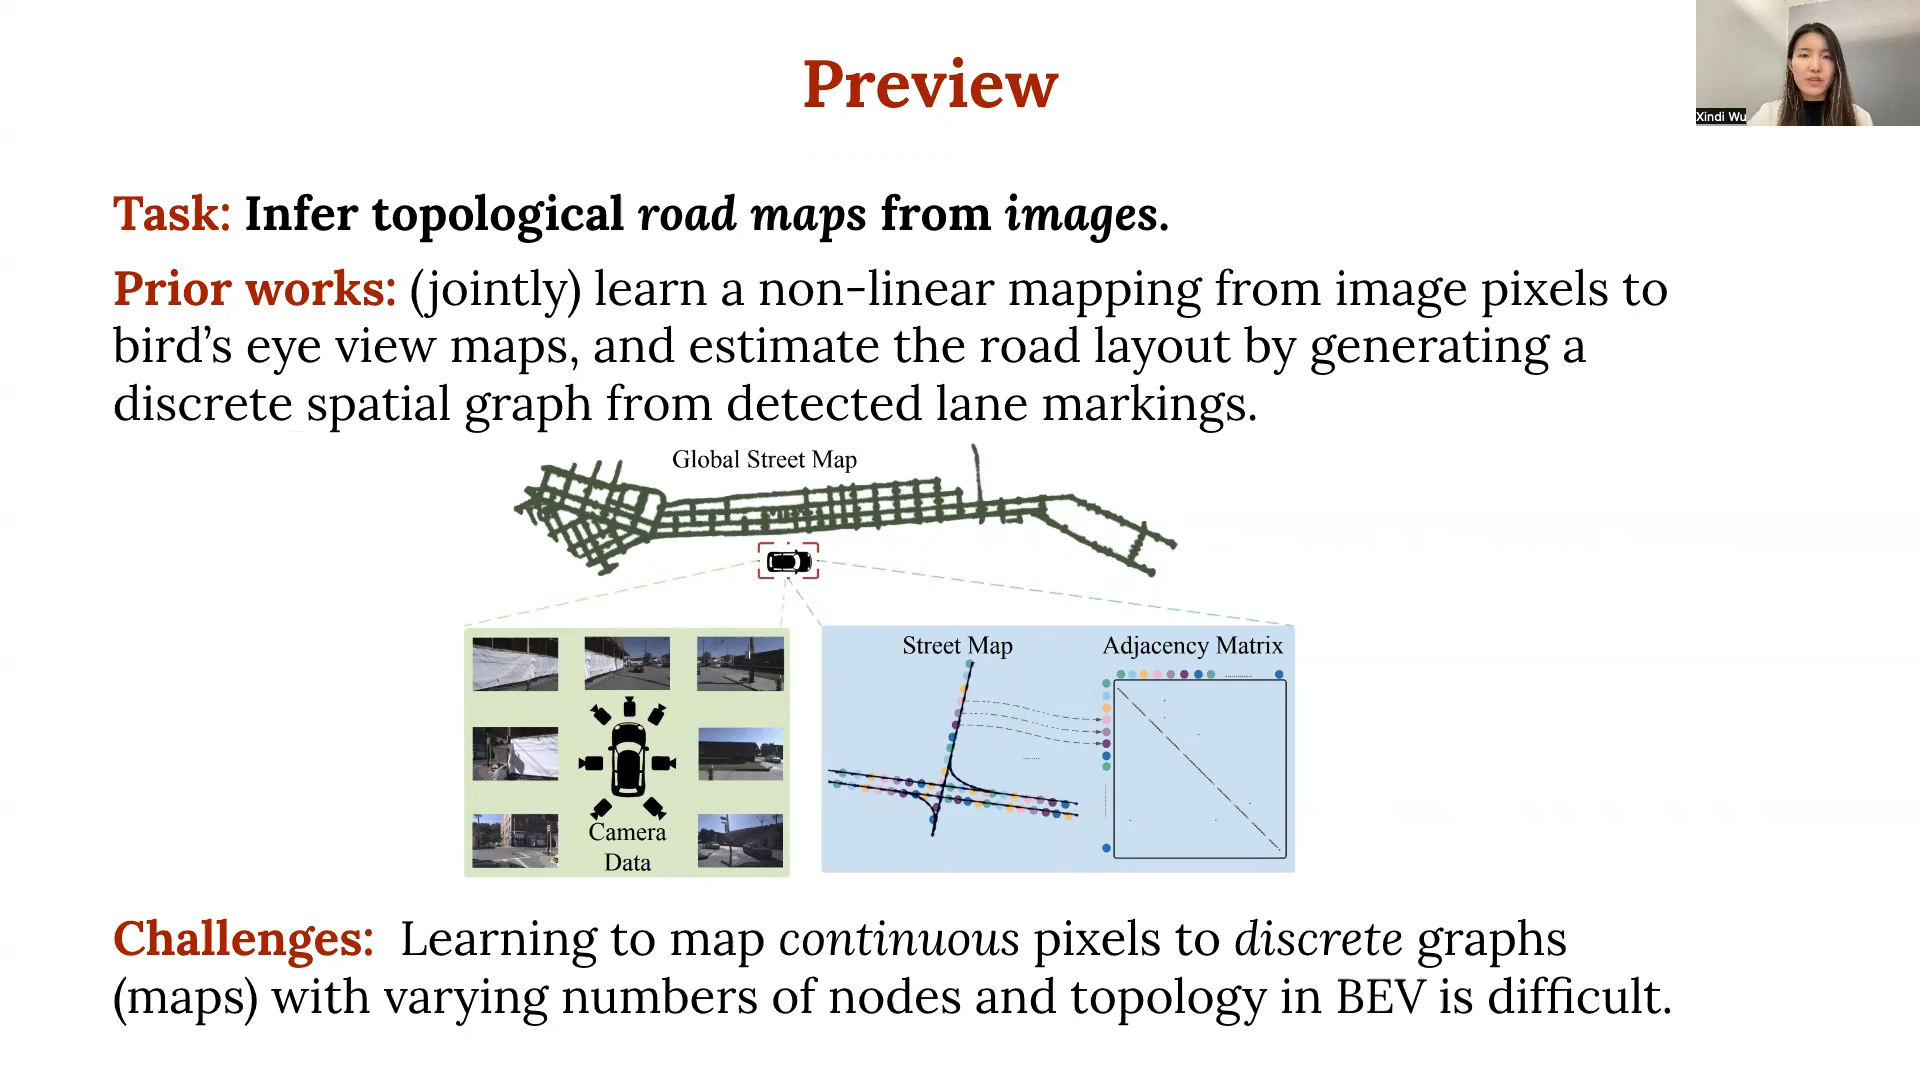 Preview
Xindi Wu
Task: Infer topological road maps from images.
Prior works: (jointly) learn a non-linear mapping from image pixels to
bird's eye view maps, and estimate the road layout by generating a
discrete spatial graph from detected lane markings.
Global Street Map
Camera
Data
Street Map
Adjacency Matrix
Challenges: Learning to map continuous pixels to discrete graphs
(maps) with varying numbers of nodes and topology in BEV is difficult.